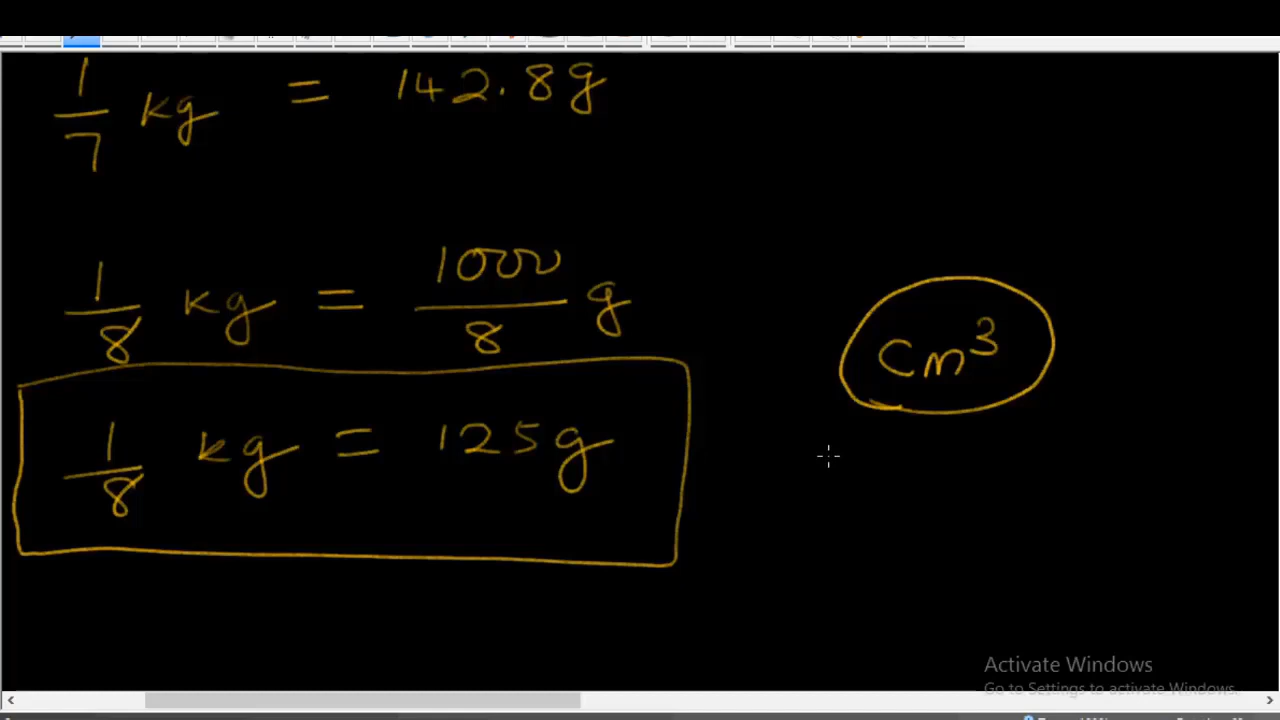 1/7 kg = 142.8g
1/8 kg = 1000/8 g
cm³
1/8 kg = 125g
Activate Windows
Go to Settings to activate Windows.